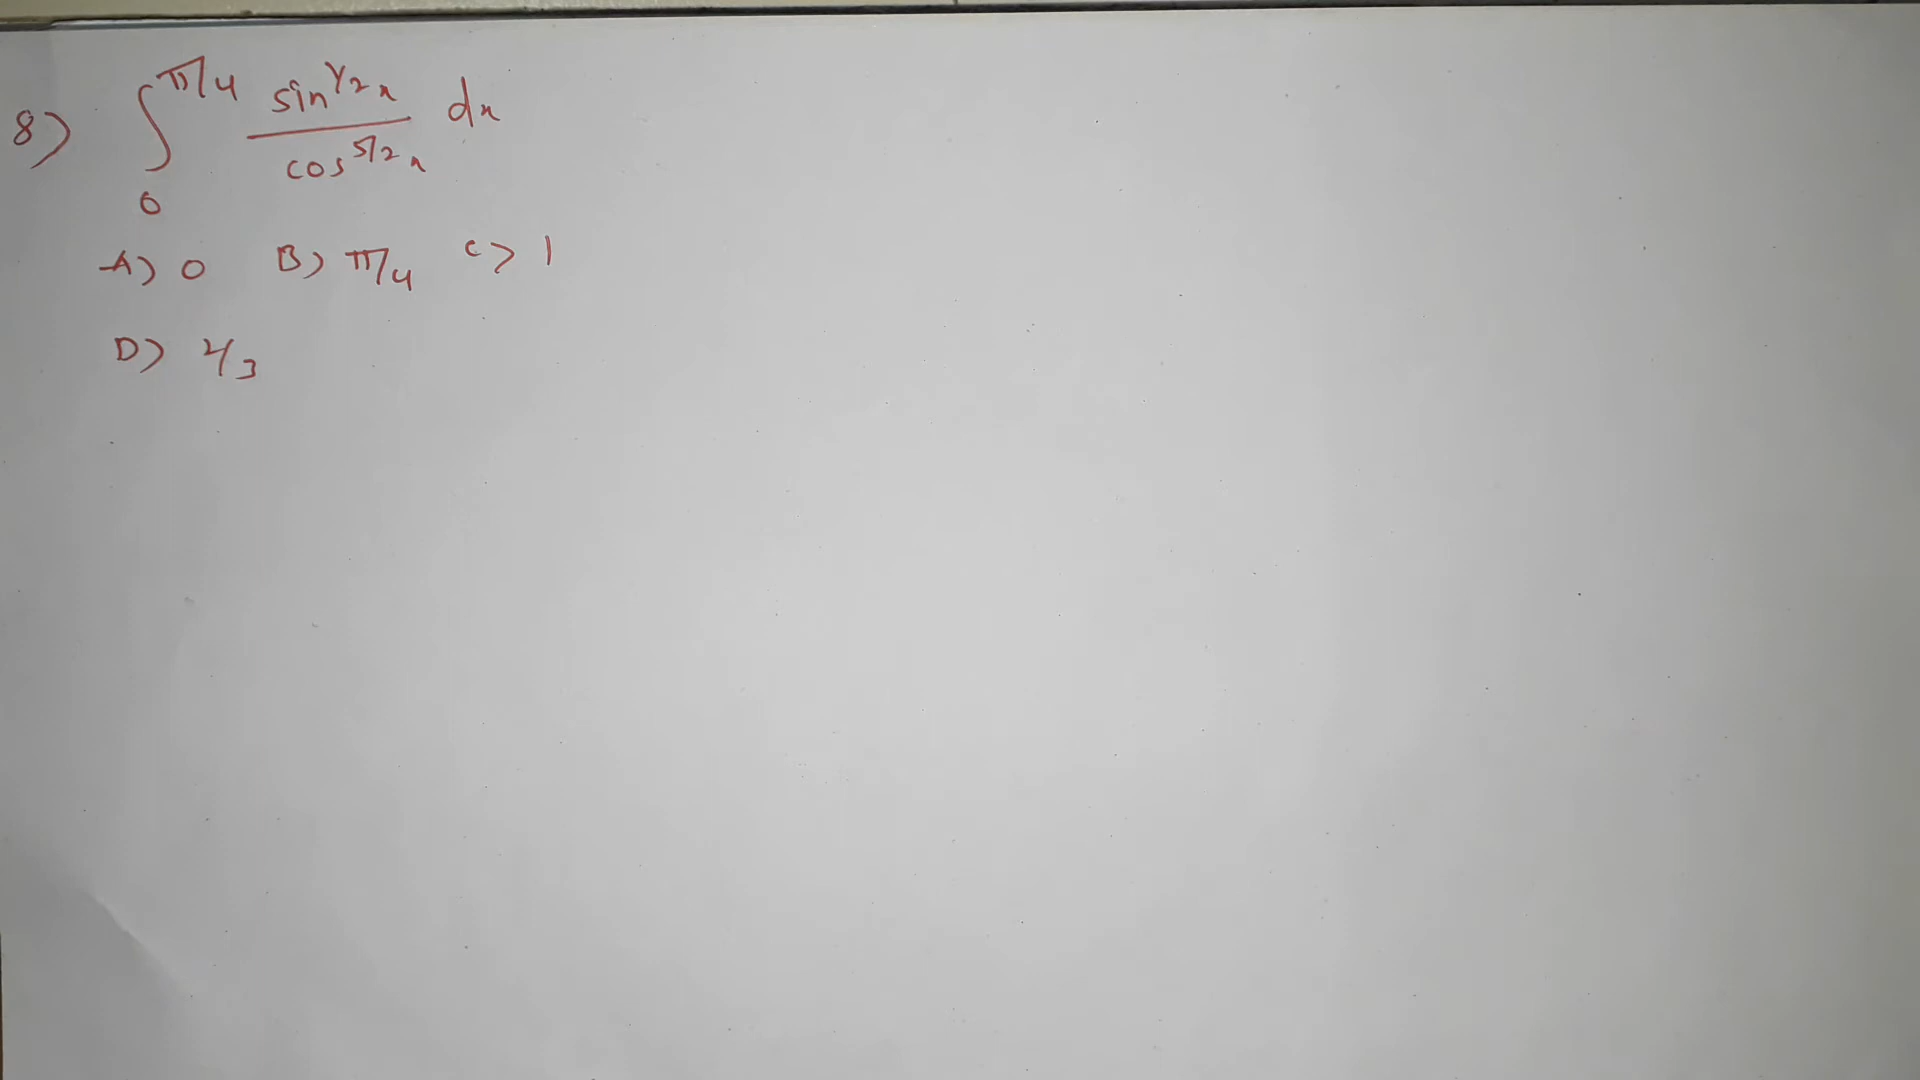 8) ∫₀^(π/4) sin^(1/2) x / cos^(5/2) x dx
A) 0 B) π/4 C) 1
D) 2/3